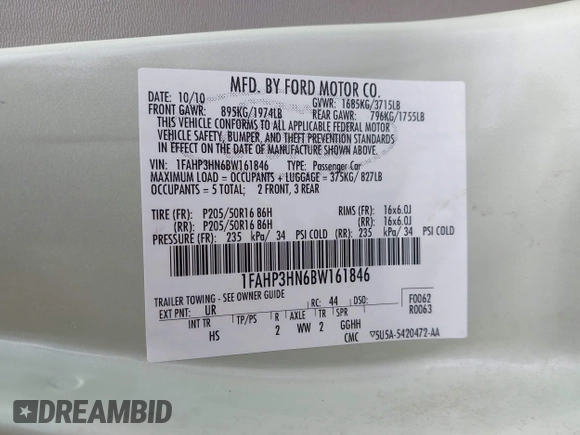 MFD. BY FORD MOTOR CO.
DATE: 10/10 GVWR: 1685KG/3715LB
FRONT GAWR: 895KG/1974LB REAR GAWR: 796KG/1755LB
THIS VEHICLE CONFORMS TO ALL APPLICABLE FEDERAL MOTOR
VEHICLE SAFETY, BUMPER, AND THEFT PREVENTION STANDARDS
IN EFFECT ON THE DATE OF MANUFACTURE SHOWN ABOVE.
VIN: 1FAHP3HN6BW161846 TYPE: Passenger Car
MAXIMUM LOAD = OCCUPANTS + LUGGAGE = 375KG/ 827LB
OCCUPANTS = 5 TOTAL; 2 FRONT, 3 REAR
TIRE (FR): P205/50R16 86H RIMS (FR): 16x6.0J
(RR): P205/50R16 86H (RR): 16x6.0J
PRESSURE (FR): 235 kPa/ 34 PSI COLD (RR): 235 kPa/ 34 PSI COLD
1FAHP3HN6BW161846
TRAILER TOWING - SEE OWNER GUIDE
EXT PNT: UR RC: 44 DSO: F0062
R0063
INT TR TP/PS R AXLE TR SPR
HS 2 WW 2 GGHH
CMC 5U5A-5420472-AA
DREAMBID